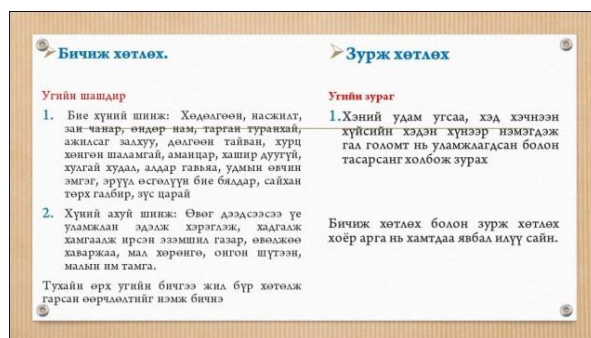 Бичиж хөтлөх.
Угийн шашдир
1. Бие хүний шинж: Хөдөлгөөн, насжилт,
зан чанар, өндөр нам, тарган туранхай,
ажилсаг залхуу, дөлгөөн тайван, хурц
хөнгөн шаламгай, аманцар, хашир дуугүй,
хулгай худал, алдар гавьяа, удмын өвчин
эмгэг, эрүүл өсгөлүүн бие бялдар, сайхан
төрх галбир, зүс царай
2. Хүний ахуй шинж: Өвөг дээдсээсээ үе
уламжлан эдэлж хэрэглэж, хадгалж
хамгаалж ирсэн эзэмшил газар, өвөлжөө
хаваржаа, мал хөрөнгө, онгон шүтээн,
малын им тамга.
Тухайн өрх угийн бичгээ жил бүр хөтөлж
гарсан өөрчлөлтийг нэмж бичнэ
Зурж хөтлөх
Угийн зураг
1.Хэний удам угсаа, хэд хэчнээн
хүйсийн хэдэн хүнээр нэмэгдэж
гал голомт нь уламжлагдсан болон
тасарсанг холбож зурах
Бичиж хөтлөх болон зурж хөтлөх
хоёр арга нь хамтдаа явбал илүү сайн.